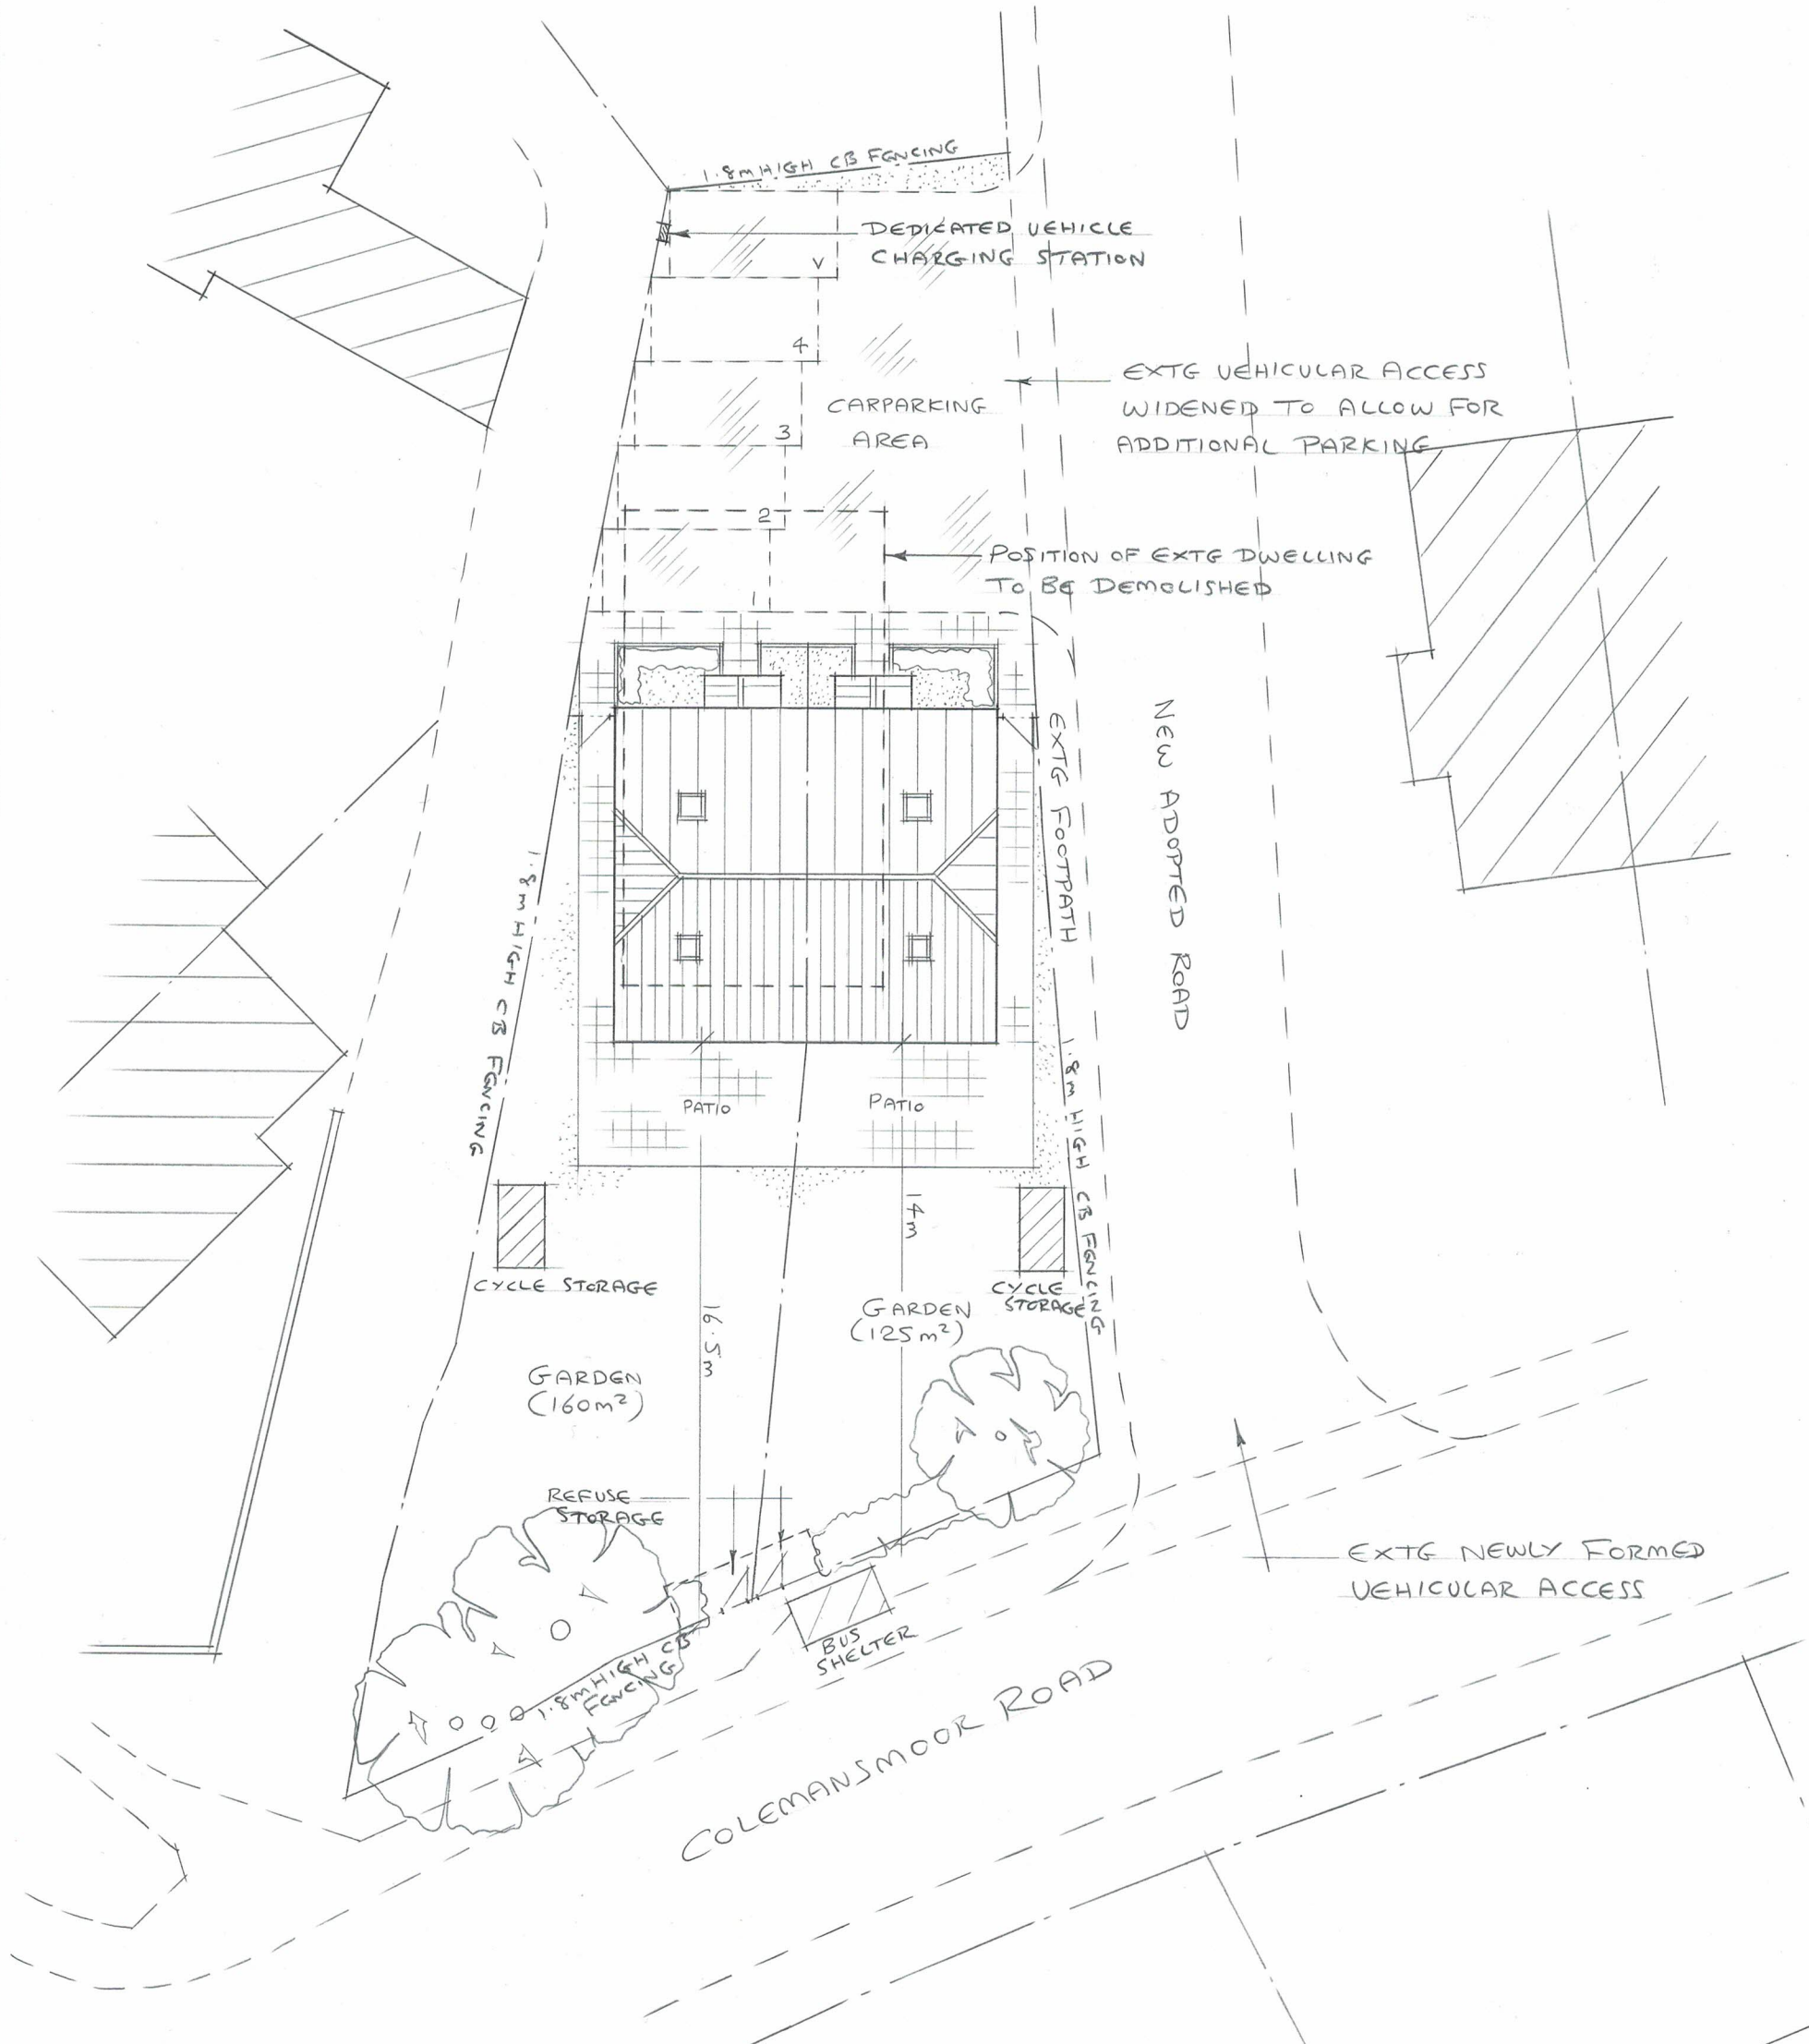 1.8m HIGH CB FENCING
DEDICATED VEHICLE
CHARGING STATION
V
4
EXTG VEHICULAR ACCESS
WIDENED TO ALLOW FOR
ADDITIONAL PARKING
CARPARKING
AREA
3
2
POSITION OF EXTG DWELLING
TO BE DEMOLISHED
1
EXTG FOOTPATH
NEW ADOPTED ROAD
1.8m HIGH CB FENCING
1.8m HIGH CB FENCING
PATIO
PATIO
14m
CYCLE STORAGE
CYCLE
STORAGE
16.5m
GARDEN
(125m²)
GARDEN
(160m²)
REFUSE
STORAGE
EXTG NEWLY FORMED
VEHICULAR ACCESS
BUS
SHELTER
1.8m HIGH CB
FENCING
COLEMANSMOOR ROAD